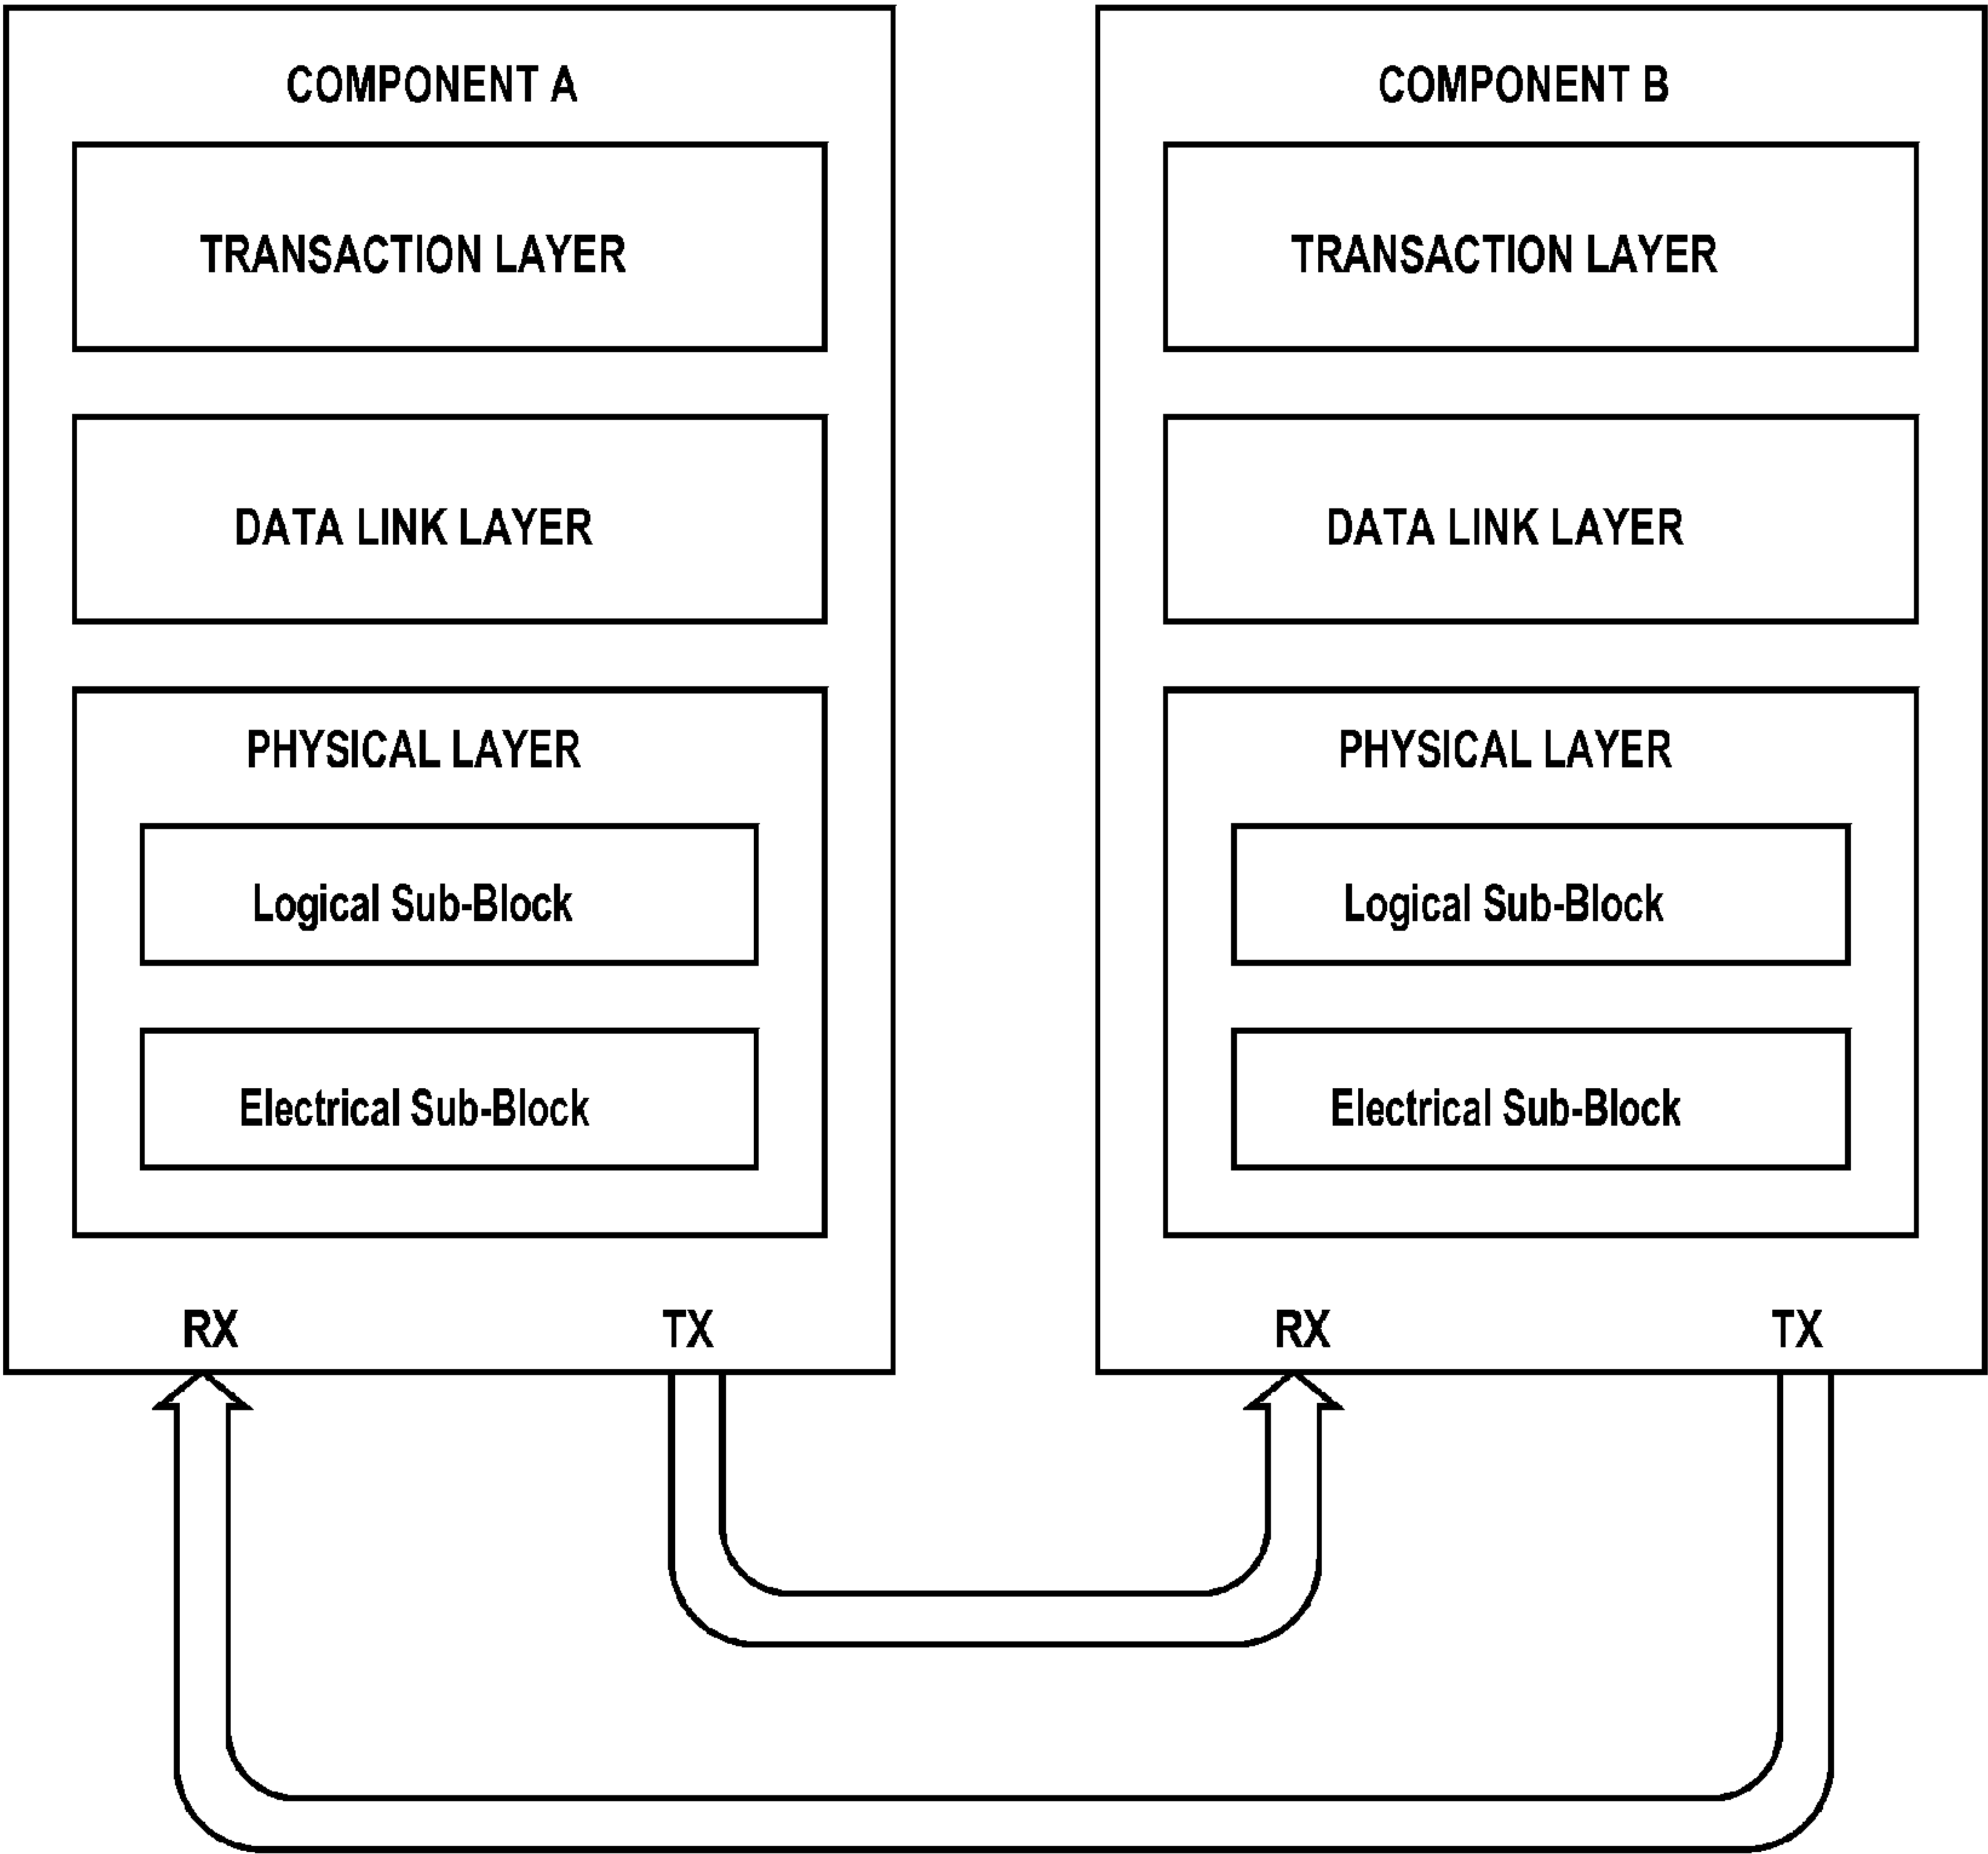 COMPONENT A
TRANSACTION LAYER
DATA LINK LAYER
PHYSICAL LAYER
Logical Sub-Block
Electrical Sub-Block
RX
TX
COMPONENT B
TRANSACTION LAYER
DATA LINK LAYER
PHYSICAL LAYER
Logical Sub-Block
Electrical Sub-Block
RX
TX